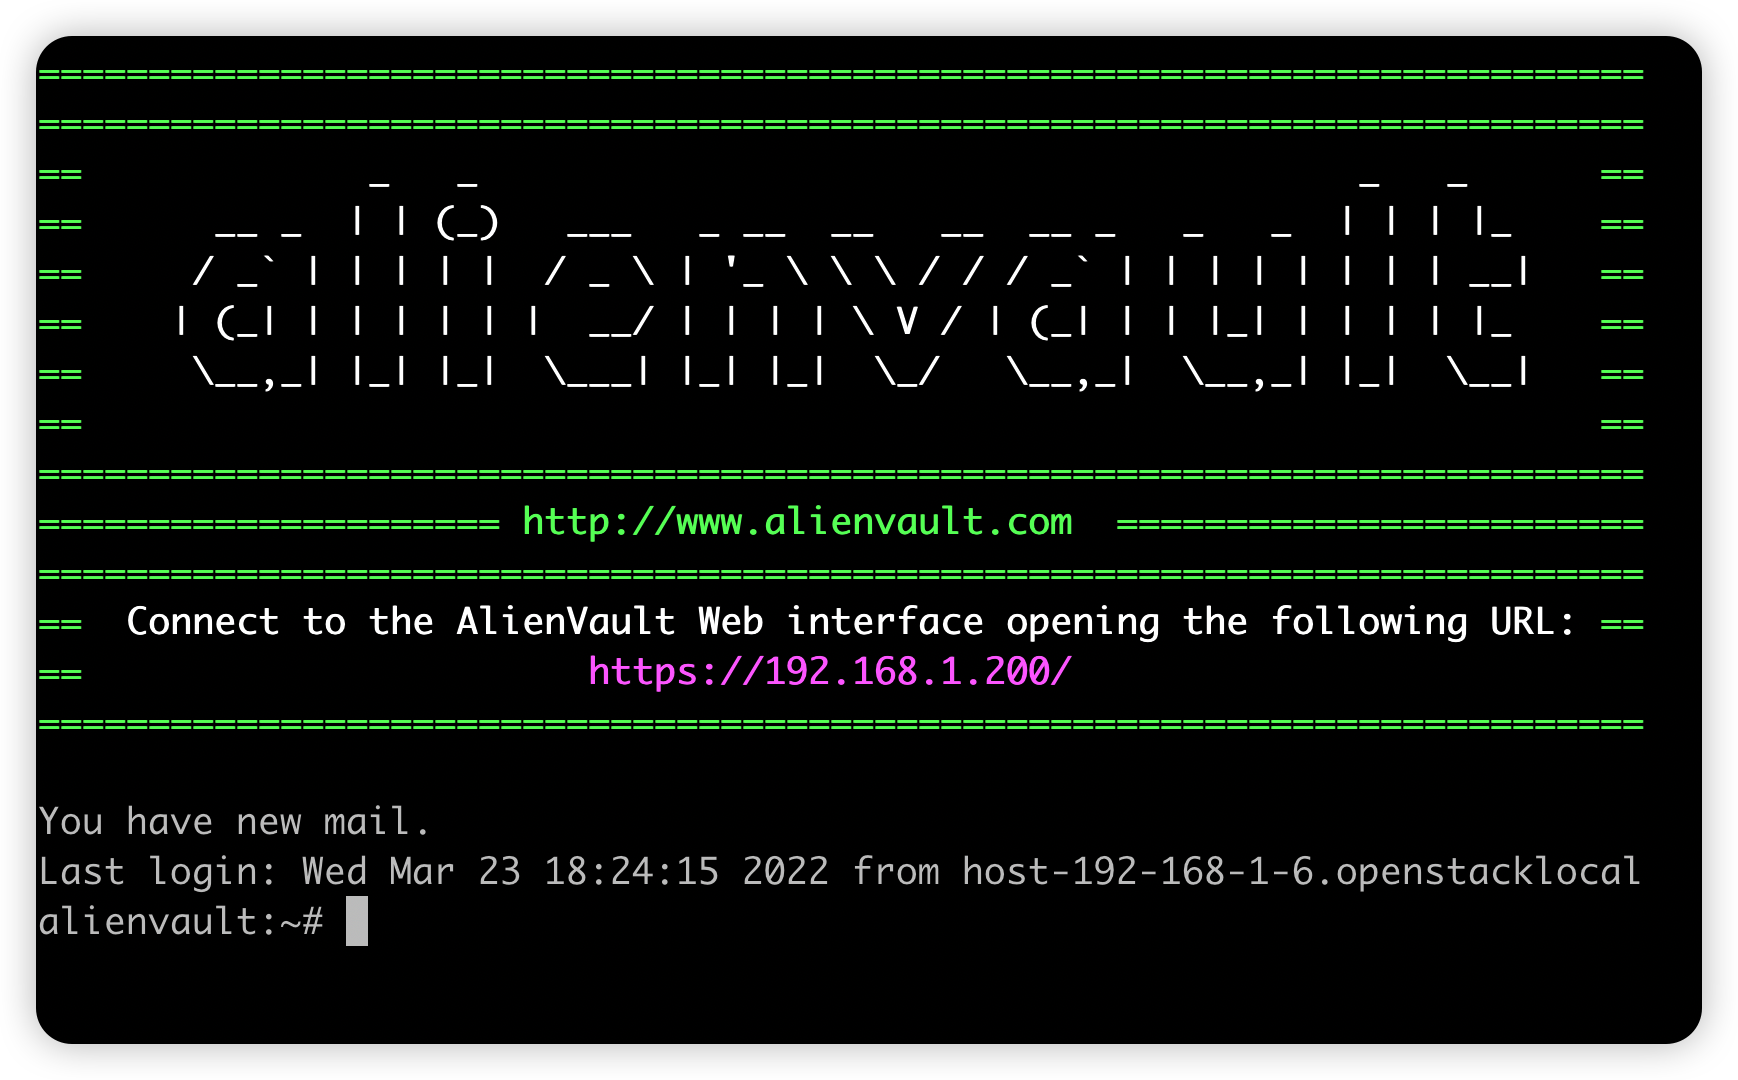 =========================================================================
=========================================================================
==             _   _                                        _   _      ==
==      __ _  | | (_)   ___   _ __  __   __  __ _   _   _  | | | |_    ==
==     / _` | | | | |  / _ \ | '_ \ \ \ / / / _` | | | | | | | | __|   ==
==    | (_| | | | | | |  __/ | | | | \ V / | (_| | | |_| | | | | |_    ==
==     \__,_| |_| |_|  \___| |_| |_|  \_/   \__,_|  \__,_| |_|  \__|   ==
==                                                                     ==
=========================================================================
===================== http://www.alienvault.com  ========================
=========================================================================
==  Connect to the AlienVault Web interface opening the following URL: ==
==                       https://192.168.1.200/
=========================================================================
You have new mail.
Last login: Wed Mar 23 18:24:15 2022 from host-192-168-1-6.openstacklocal
alienvault:~#